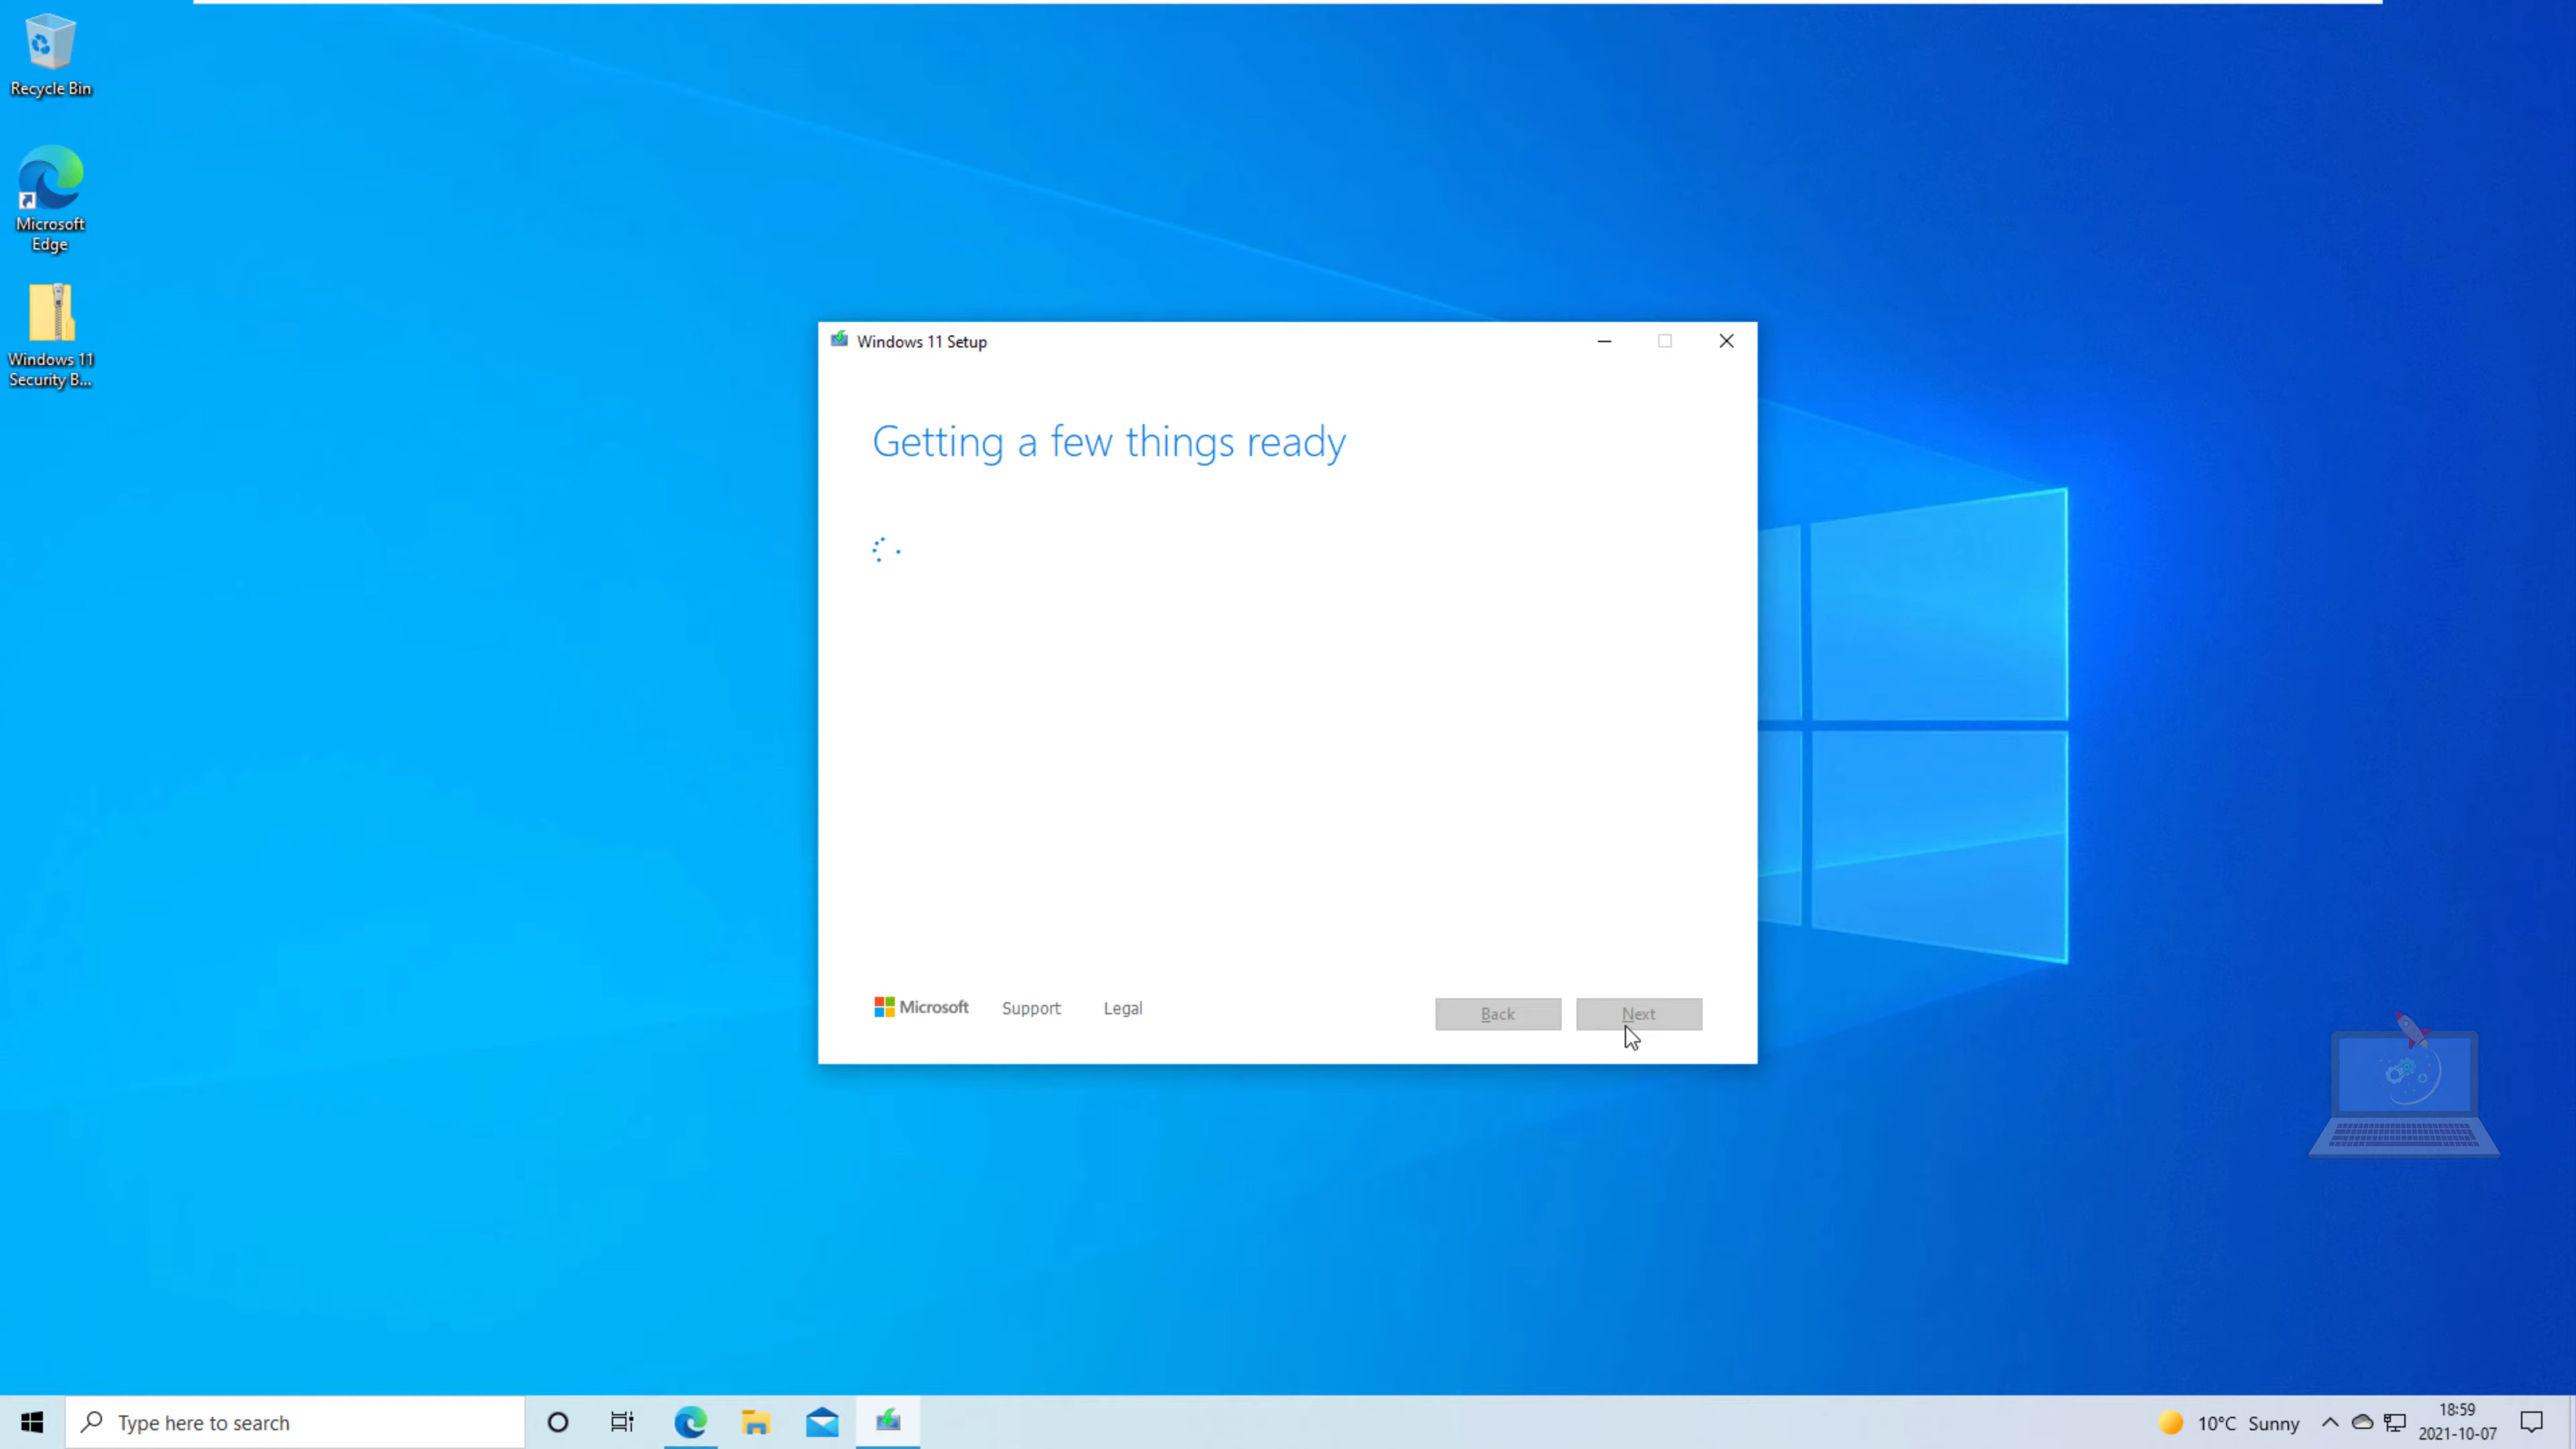 Recycle Bin
Microsoft
Edge
Windows 11
Security B...
Windows 11 Setup
Getting a few things ready
Microsoft
Support
Legal
Back
Next
Type here to search
10°C Sunny
18:59
2021-10-07